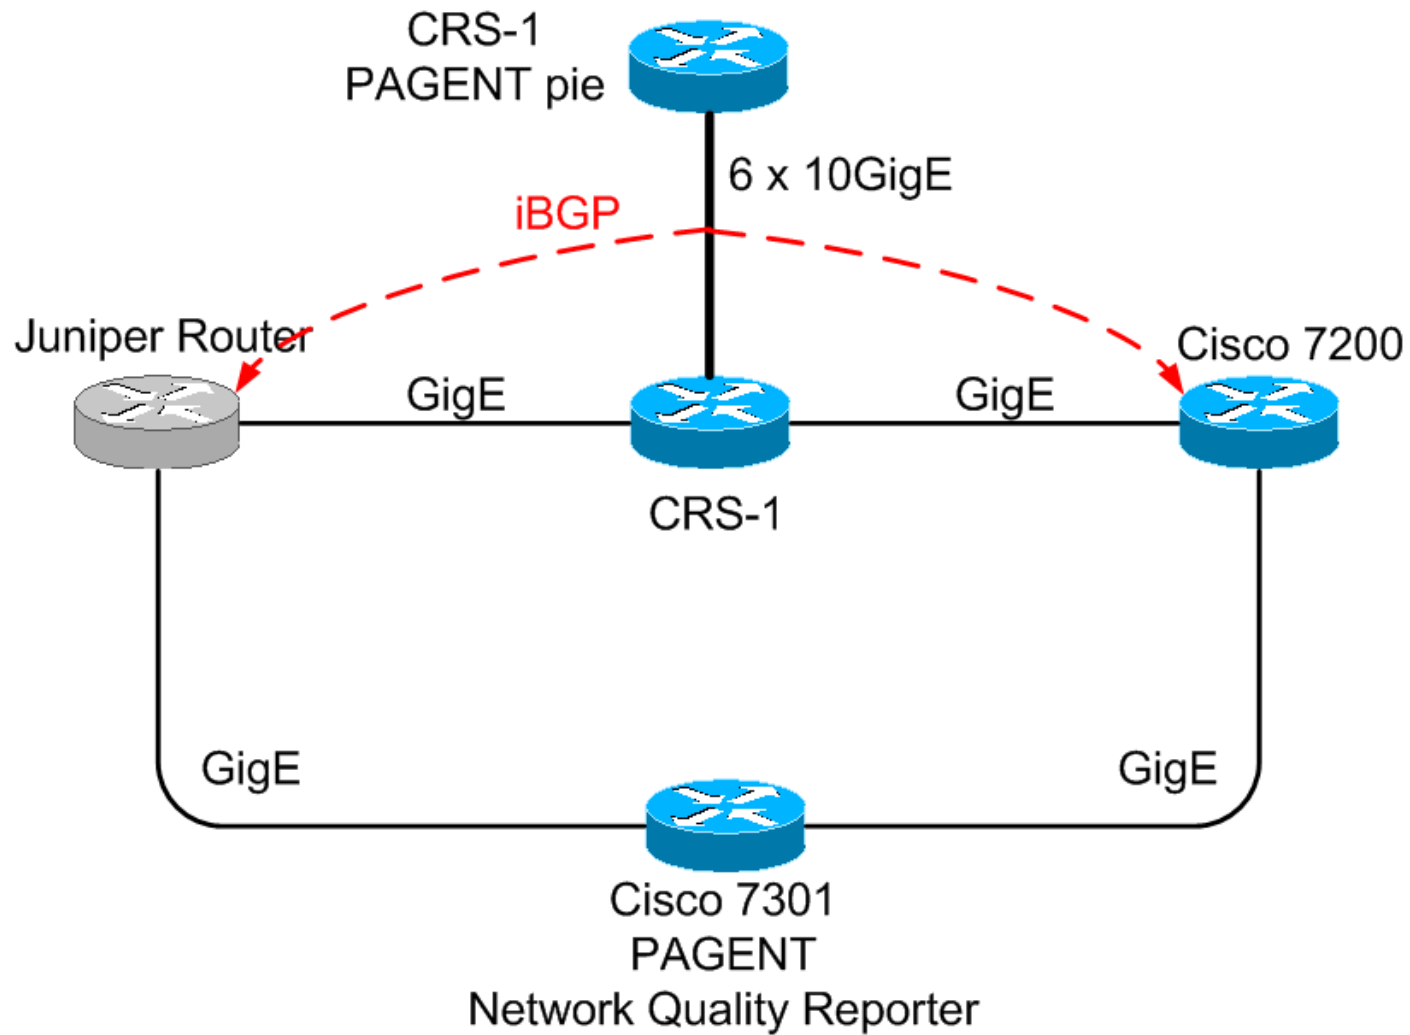 CRS-1
PAGENT pie
6 x 10GigE
iBGP
Juniper Router
Cisco 7200
GigE
GigE
CRS-1
GigE
GigE
Cisco 7301
PAGENT
Network Quality Reporter